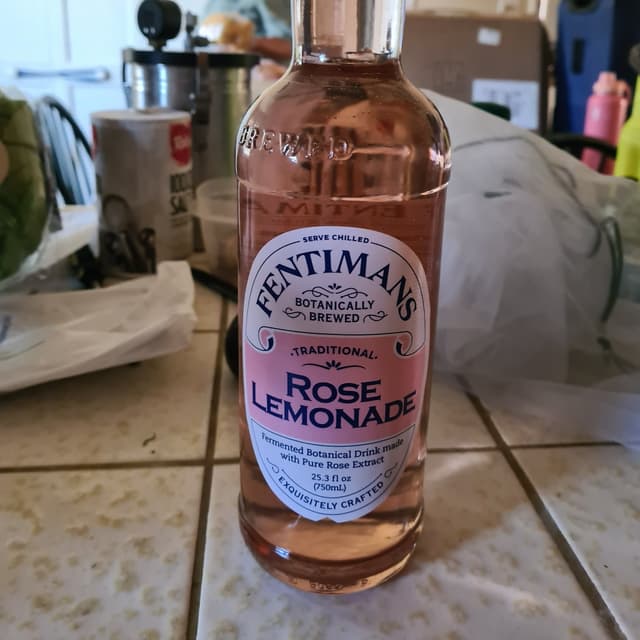 BREWED
SERVE CHILLED
FENTIMANS
BOTANICALLY
BREWED
·TRADITIONAL·
ROSE
LEMONADE
Fermented Botanical Drink made
with Pure Rose Extract
25.3 fl oz
(750mL)
EXQUISITELY CRAFTED